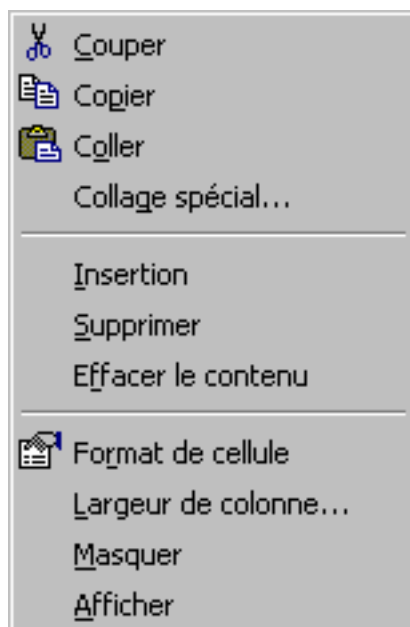 Couper
Copier
Coller
Collage spécial...
Insertion
Supprimer
Effacer le contenu
Format de cellule
Largeur de colonne...
Masquer
Afficher